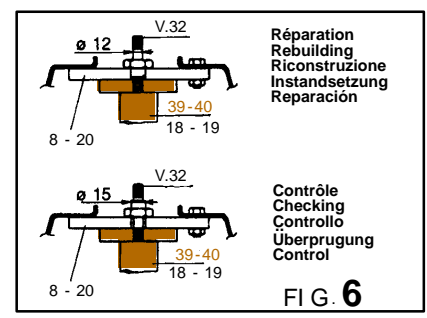 V.32
ø 12
39-40
18 - 19
8 - 20
Réparation
Rebuilding
Riconstruzione
Instandsetzung
Reparación
V.32
ø 15
39-40
18 - 19
8 - 20
Contrôle
Checking
Controllo
Überprugung
Control
FI G. 6